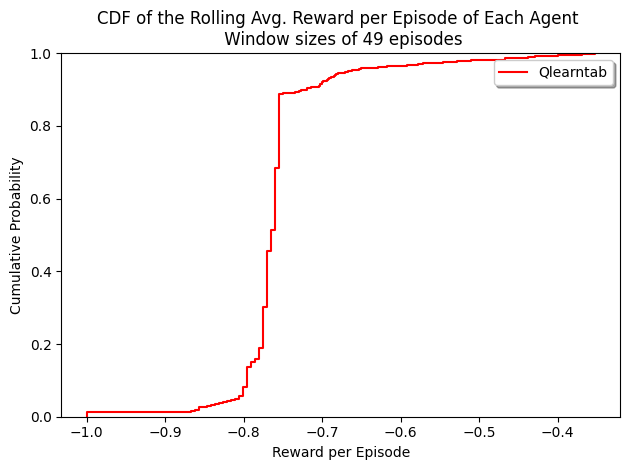 CDF of the Rolling Avg. Reward per Episode of Each Agent
Window sizes of 49 episodes
Qlearntab
1.0
0.8
0.6
0.4
0.2
0.0
Cumulative Probability
−1.0 −0.9 −0.8 −0.7 −0.6 −0.5 −0.4
Reward per Episode